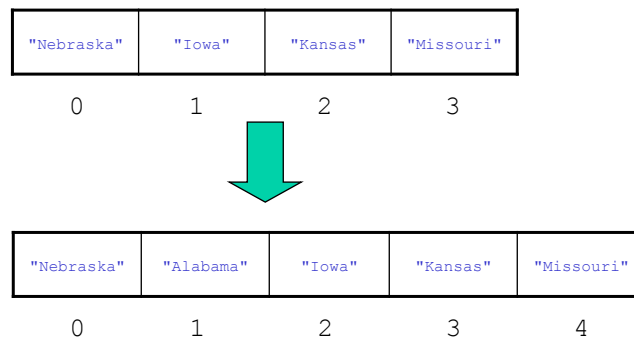 "Nebraska" "Iowa" "Kansas" "Missouri"
0 1 2 3
"Nebraska" "Alabama" "Iowa" "Kansas" "Missouri"
0 1 2 3 4